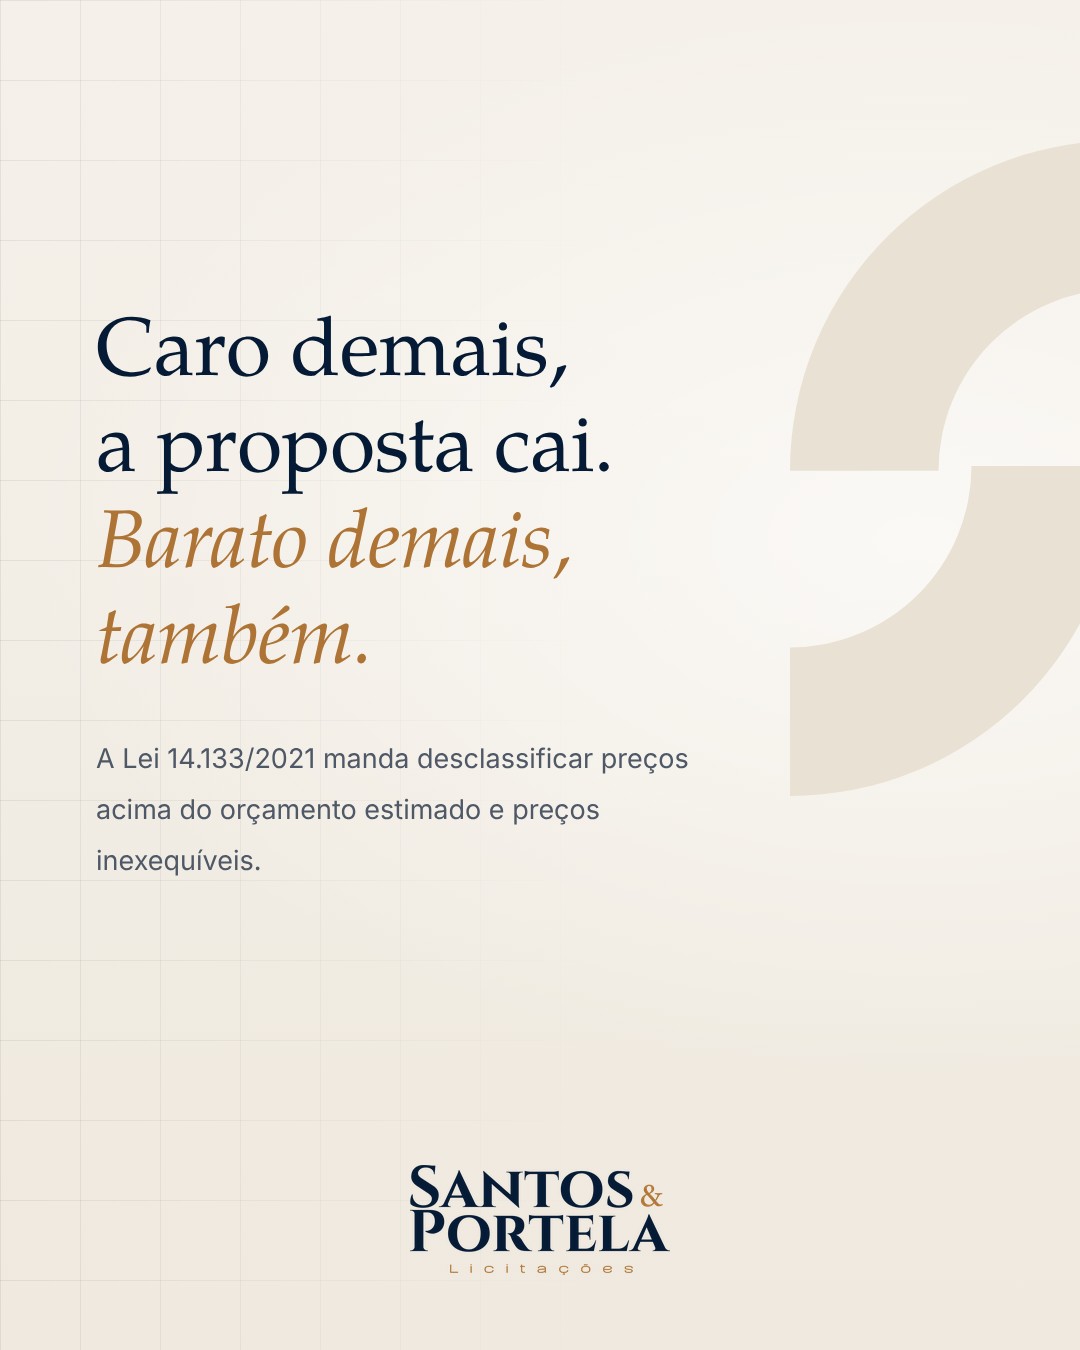 Caro demais,
a proposta cai.
Barato demais,
também.
A Lei 14.133/2021 manda desclassificar preços
acima do orçamento estimado e preços
inexequíveis.
SANTOS &
PORTELA
Licitações